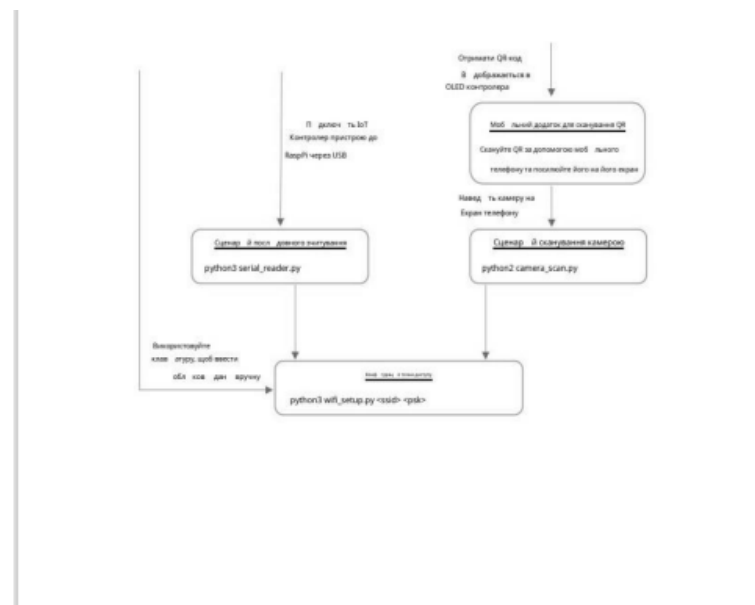 Отримати QR-код
В дображається в
OLED контролера
Моб льний додаток для сканування QR
Скануйте QR за допомогою моб льного
телефону та посилюйте його на його екран
П дключ ть IoT
Контролер пристрою до
RaspPi через USB
Навед ть камеру на
Екран телефону
Сценар й посл довного зчитування
python3 serial_reader.py
Сценар й сканування камерою
python2 camera_scan.py
Використовуйте
клав атуру, щоб ввести
обл ков дан вручну
python3 wifi_setup.py <ssid> <psk>